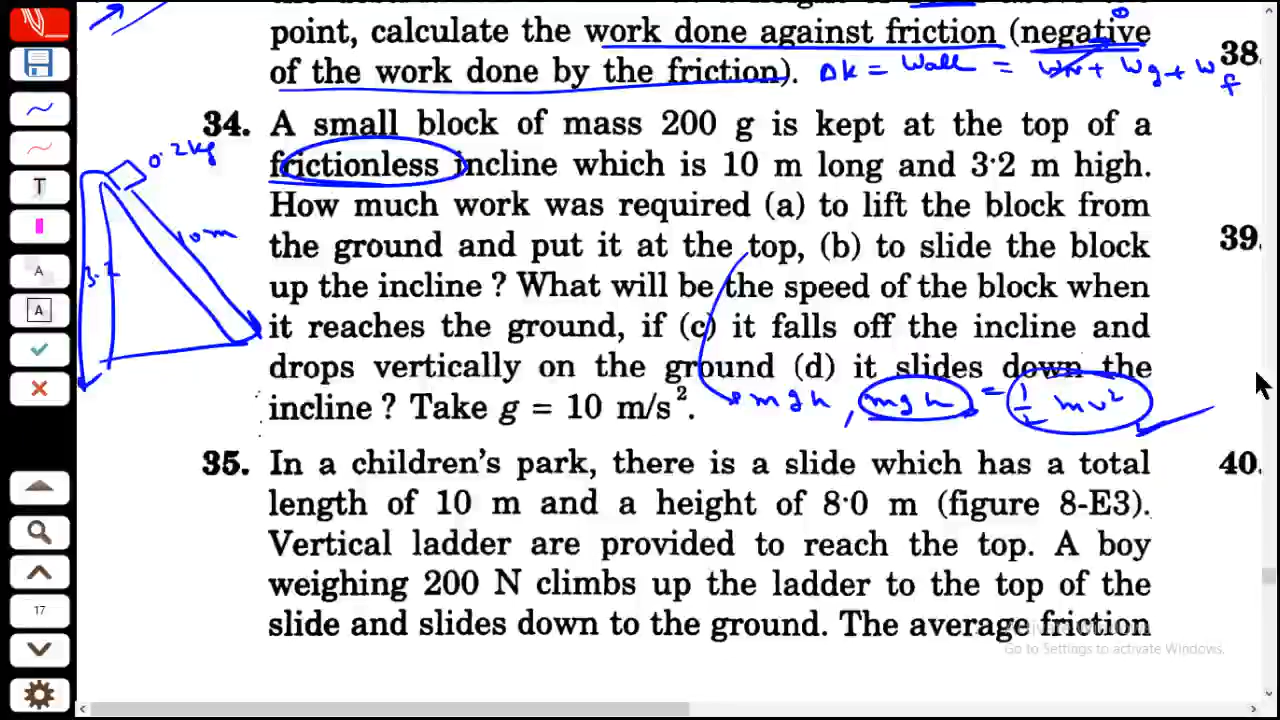 point, calculate the work done against friction (negative
of the work done by the friction). Δk = Wall = WN + Wg + Wf
38
34. A small block of mass 200 g is kept at the top of a
frictionless incline which is 10 m long and 3·2 m high.
How much work was required (a) to lift the block from
the ground and put it at the top, (b) to slide the block
up the incline ? What will be the speed of the block when
it reaches the ground, if (c) it falls off the incline and
drops vertically on the ground (d) it slides down the
incline ? Take g = 10 m/s².
0.2kg
10m
3.2
mgh, mgh = 1/2 mv²
39.
35. In a children's park, there is a slide which has a total
length of 10 m and a height of 8·0 m (figure 8-E3).
Vertical ladder are provided to reach the top. A boy
weighing 200 N climbs up the ladder to the top of the
slide and slides down to the ground. The average friction
40.
T
A
A
17
Go to Settings to activate Windows.